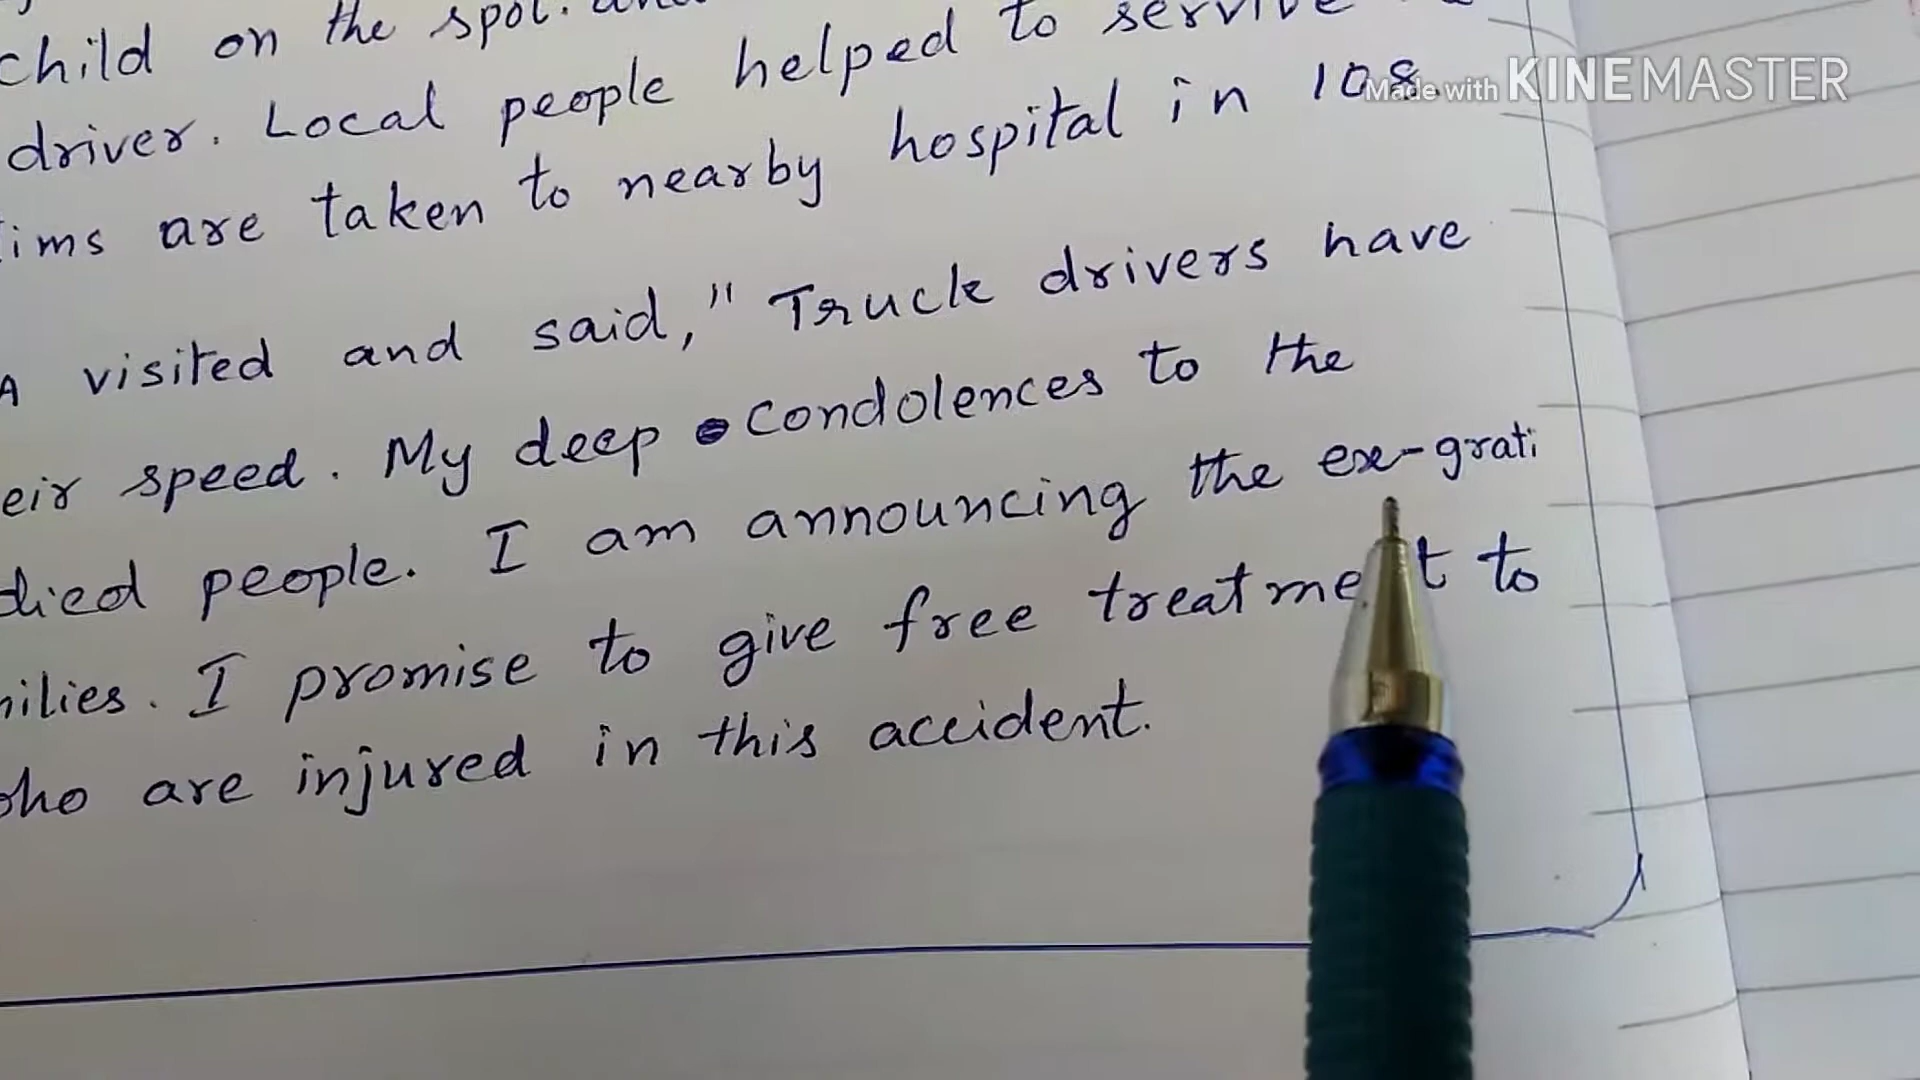 child on the spot.
driver. Local people helped to servive
ims are taken to nearby hospital in 108.
A visited and said," Truck drivers have
eir speed. My deep condolences to the
died people. I am announcing the ex-grati
ilies. I promise to give free treatment to
who are injured in this accident.
Made with KINEMASTER